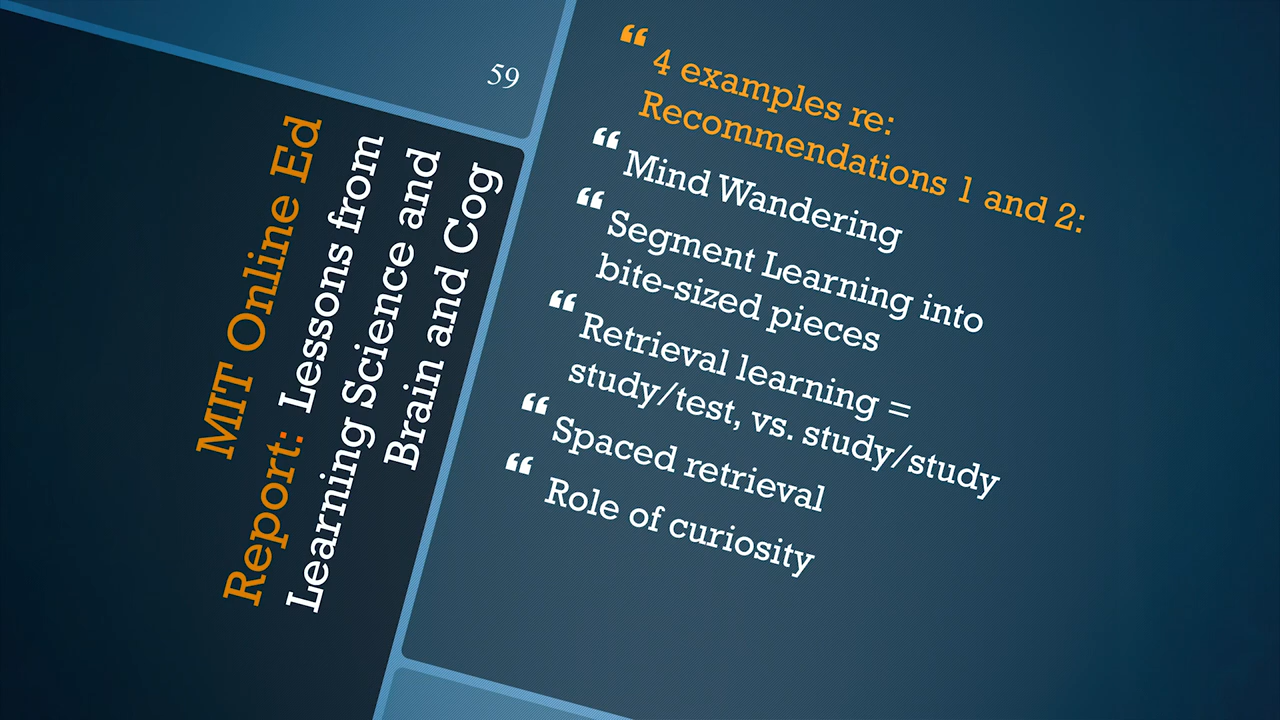 59
MIT Online Ed
Report: Lessons from
Learning Science and
Brain and Cog
“ 4 examples re:
Recommendations 1 and 2:
“ Mind Wandering
“ Segment Learning into
bite-sized pieces
“ Retrieval learning =
study/test, vs. study/study
“ Spaced retrieval
“ Role of curiosity